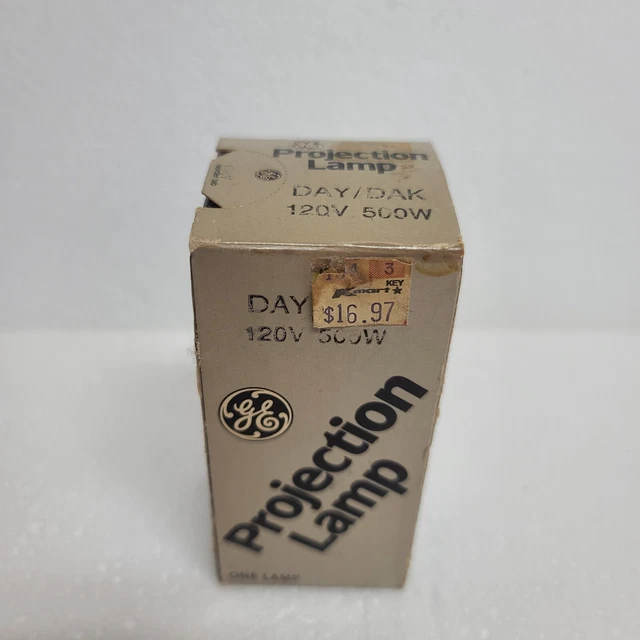 GE
Projection
Lamp
DAY/DAK
120V 500W
3
KEY
Kmart
$16.97
DAY
120V 500W
GE
Projection
Lamp
ONE LAMP